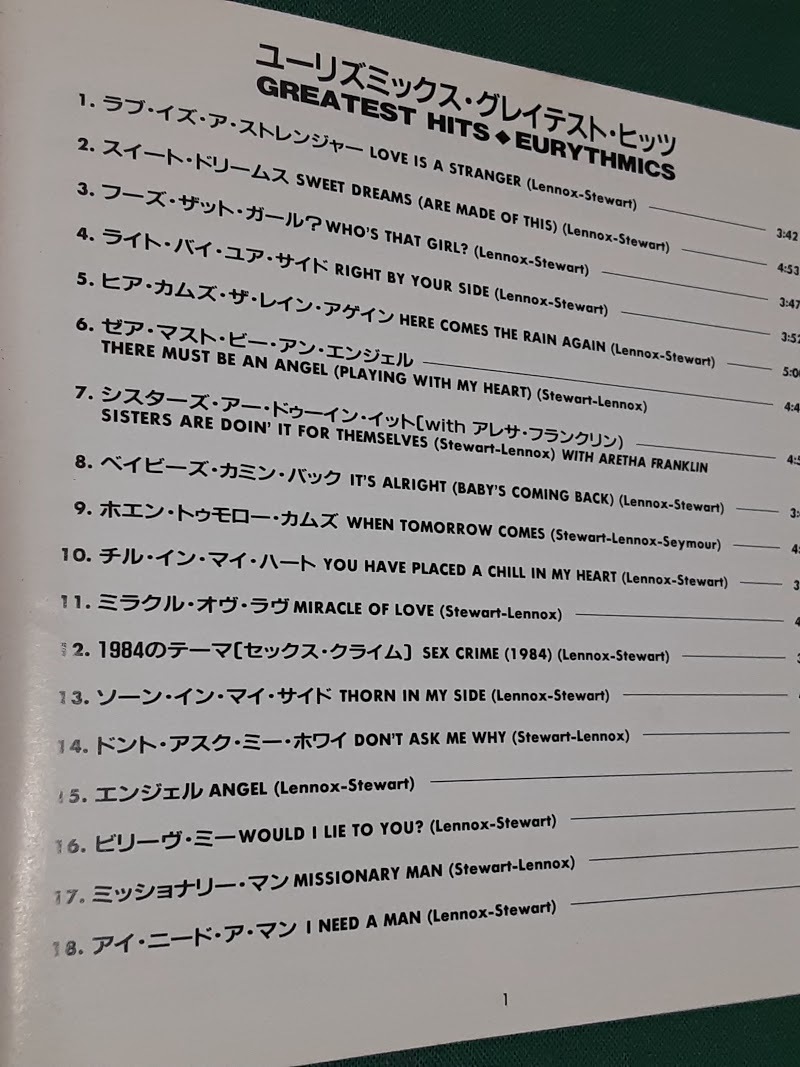 ユーリズミックス・グレイテスト・ヒッツ
GREATEST HITS◆EURYTHMICS
1. ラブ・イズ・ア・ストレンジャー LOVE IS A STRANGER (Lennox-Stewart) 3:42
2. スイート・ドリームス SWEET DREAMS (ARE MADE OF THIS) (Lennox-Stewart) 4:53
3. フーズ・ザット・ガール? WHO'S THAT GIRL? (Lennox-Stewart) 3:47
4. ライト・バイ・ユア・サイド RIGHT BY YOUR SIDE (Lennox-Stewart)
5. ヒア・カムズ・ザ・レイン・アゲイン HERE COMES THE RAIN AGAIN (Lennox-Stewart)
6. ゼア・マスト・ビー・アン・エンジェル
THERE MUST BE AN ANGEL (PLAYING WITH MY HEART) (Stewart-Lennox)
7. シスターズ・アー・ドゥーイン・イット〔with アレサ・フランクリン〕
SISTERS ARE DOIN' IT FOR THEMSELVES (Stewart-Lennox) WITH ARETHA FRANKLIN
8. ベイビーズ・カミン・バック IT'S ALRIGHT (BABY'S COMING BACK) (Lennox-Stewart)
9. ホエン・トゥモロー・カムズ WHEN TOMORROW COMES (Stewart-Lennox-Seymour)
10. チル・イン・マイ・ハート YOU HAVE PLACED A CHILL IN MY HEART (Lennox-Stewart)
11. ミラクル・オヴ・ラヴ MIRACLE OF LOVE (Stewart-Lennox)
12. 1984のテーマ〔セックス・クライム〕 SEX CRIME (1984) (Lennox-Stewart)
13. ソーン・イン・マイ・サイド THORN IN MY SIDE (Lennox-Stewart)
14. ドント・アスク・ミー・ホワイ DON'T ASK ME WHY (Stewart-Lennox)
15. エンジェル ANGEL (Lennox-Stewart)
16. ビリーヴ・ミー WOULD I LIE TO YOU? (Lennox-Stewart)
17. ミッショナリー・マン MISSIONARY MAN (Stewart-Lennox)
18. アイ・ニード・ア・マン I NEED A MAN (Lennox-Stewart)
1